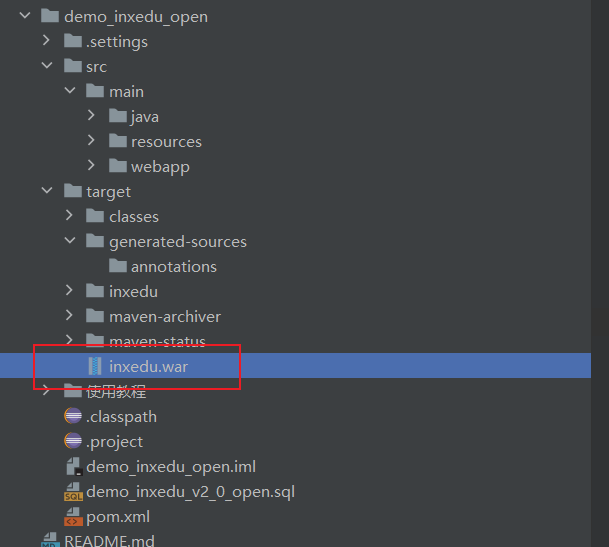 demo_inxedu_open
.settings
src
main
java
resources
webapp
target
classes
generated-sources
annotations
inxedu
maven-archiver
maven-status
inxedu.war
使用教程
.classpath
.project
demo_inxedu_open.iml
SQL demo_inxedu_v2_0_open.sql
pom.xml
README.md